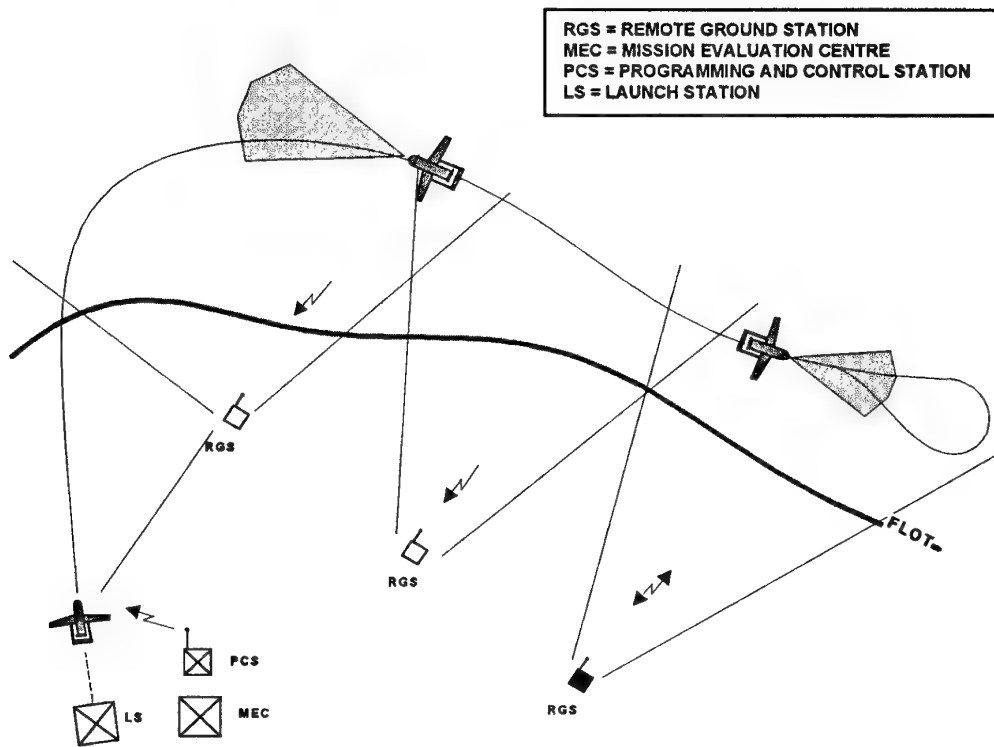 RGS = REMOTE GROUND STATION
MEC = MISSION EVALUATION CENTRE
PCS = PROGRAMMING AND CONTROL STATION
LS = LAUNCH STATION
RGS
FLOT
RGS
PCS
RGS
LS
MEC